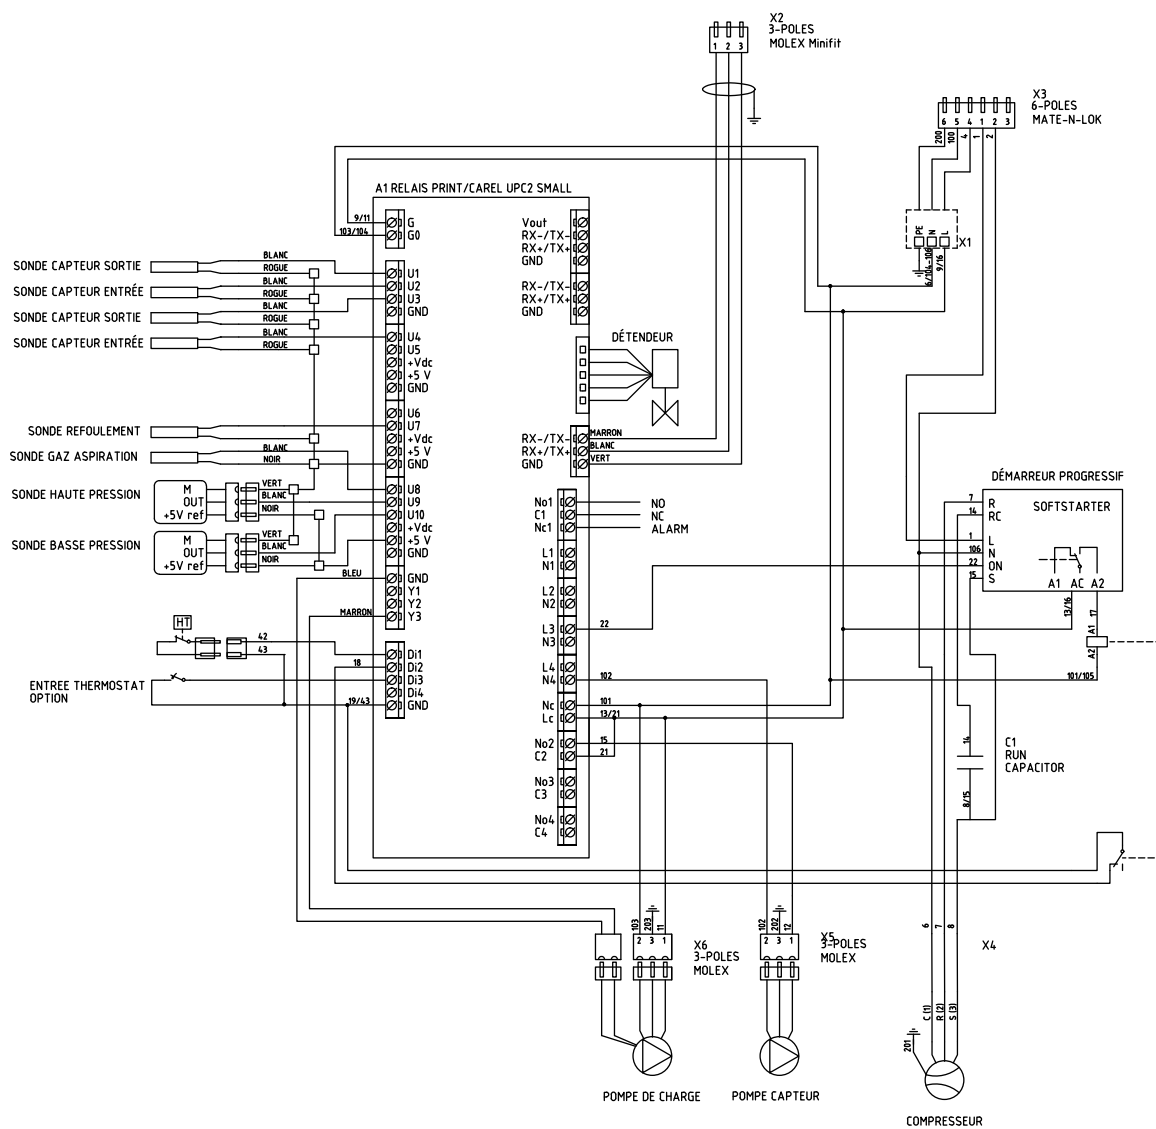 X2
3-POLES
MOLEX Minifit
1 2 3
X3
6-POLES
MATE-N-LOK
6 5 4 1 2 3
200
100
4
1
2
A1 RELAIS PRINT/CAREL UPC2 SMALL
9/11
103/104
G
G0
Vout
RX-/TX-
RX+/TX+
GND
RX-/TX-
RX+/TX+
GND
PE
N
L
X1
6/104-106
9/16
SONDE CAPTEUR SORTIE
BLANC
ROGUE
U1
SONDE CAPTEUR ENTRÉE
BLANC
ROGUE
U2
U3
SONDE CAPTEUR SORTIE
BLANC
ROGUE
GND
SONDE CAPTEUR ENTRÉE
BLANC
ROGUE
U4
U5
+Vdc
+5 V
GND
DÉTENDEUR
SONDE REFOULEMENT
U6
U7
+Vdc
+5 V
GND
SONDE GAZ ASPIRATION
BLANC
NOIR
RX-/TX-
RX+/TX+
GND
MARRON
BLANC
VERT
SONDE HAUTE PRESSION
M
OUT
+5V ref
VERT
BLANC
NOIR
U8
U9
U10
+Vdc
+5 V
GND
SONDE BASSE PRESSION
M
OUT
+5V ref
VERT
BLANC
NOIR
No1
C1
Nc1
NO
NC
ALARM
L1
N1
L2
N2
L3
N3
22
L4
N4
102
Nc
Lc
101
13/21
No2
C2
15
21
No3
C3
No4
C4
DÉMARREUR PROGRESSIF
SOFTSTARTER
7
14
1
106
22
15
R
RC
L
N
ON
S
A1 AC A2
13/16
17
A1
A2
101/105
BLEU
MARRON
GND
Y1
Y2
Y3
HT
42
43
18
19/43
Di1
Di2
Di3
Di4
GND
ENTREE THERMOSTAT
OPTION
14
C1
RUN
CAPACITOR
8/15
103
203
11
2 3 1
X6
3-POLES
MOLEX
102
202
12
2 3 1
X5
3-POLES
MOLEX
6
7
8
X4
C (1)
R (2)
S (3)
201
POMPE DE CHARGE
POMPE CAPTEUR
COMPRESSEUR